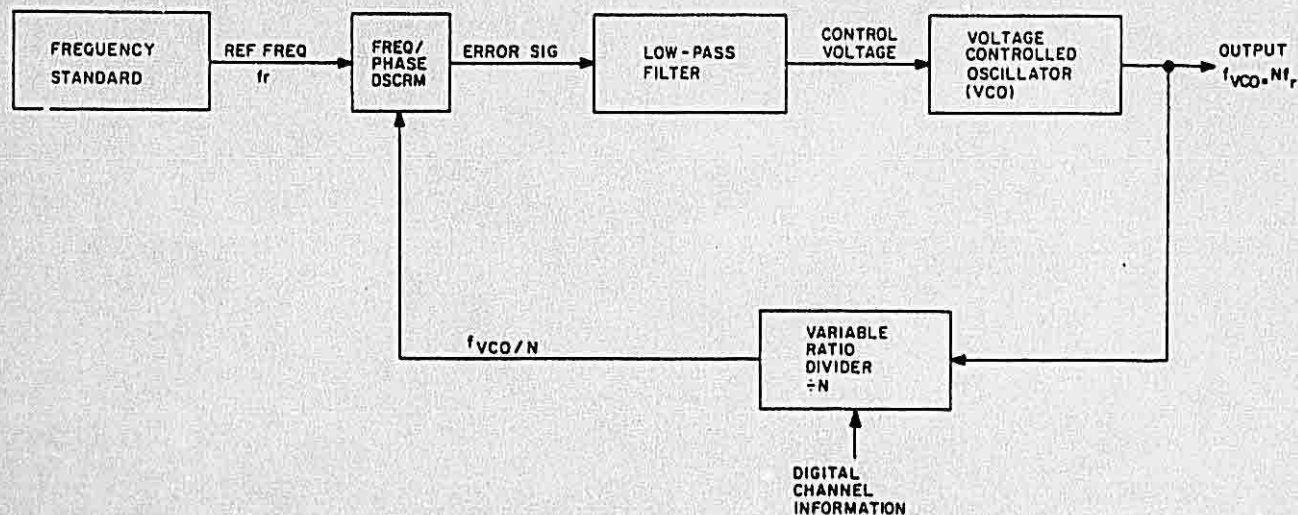 FREQUENCY
STANDARD
REF FREQ
fr
FREQ/
PHASE
DSCRM
ERROR SIG
LOW-PASS
FILTER
CONTROL
VOLTAGE
VOLTAGE
CONTROLLED
OSCILLATOR
(VCO)
OUTPUT
fVCO=Nfr
fVCO/N
VARIABLE
RATIO
DIVIDER
÷N
DIGITAL
CHANNEL
INFORMATION